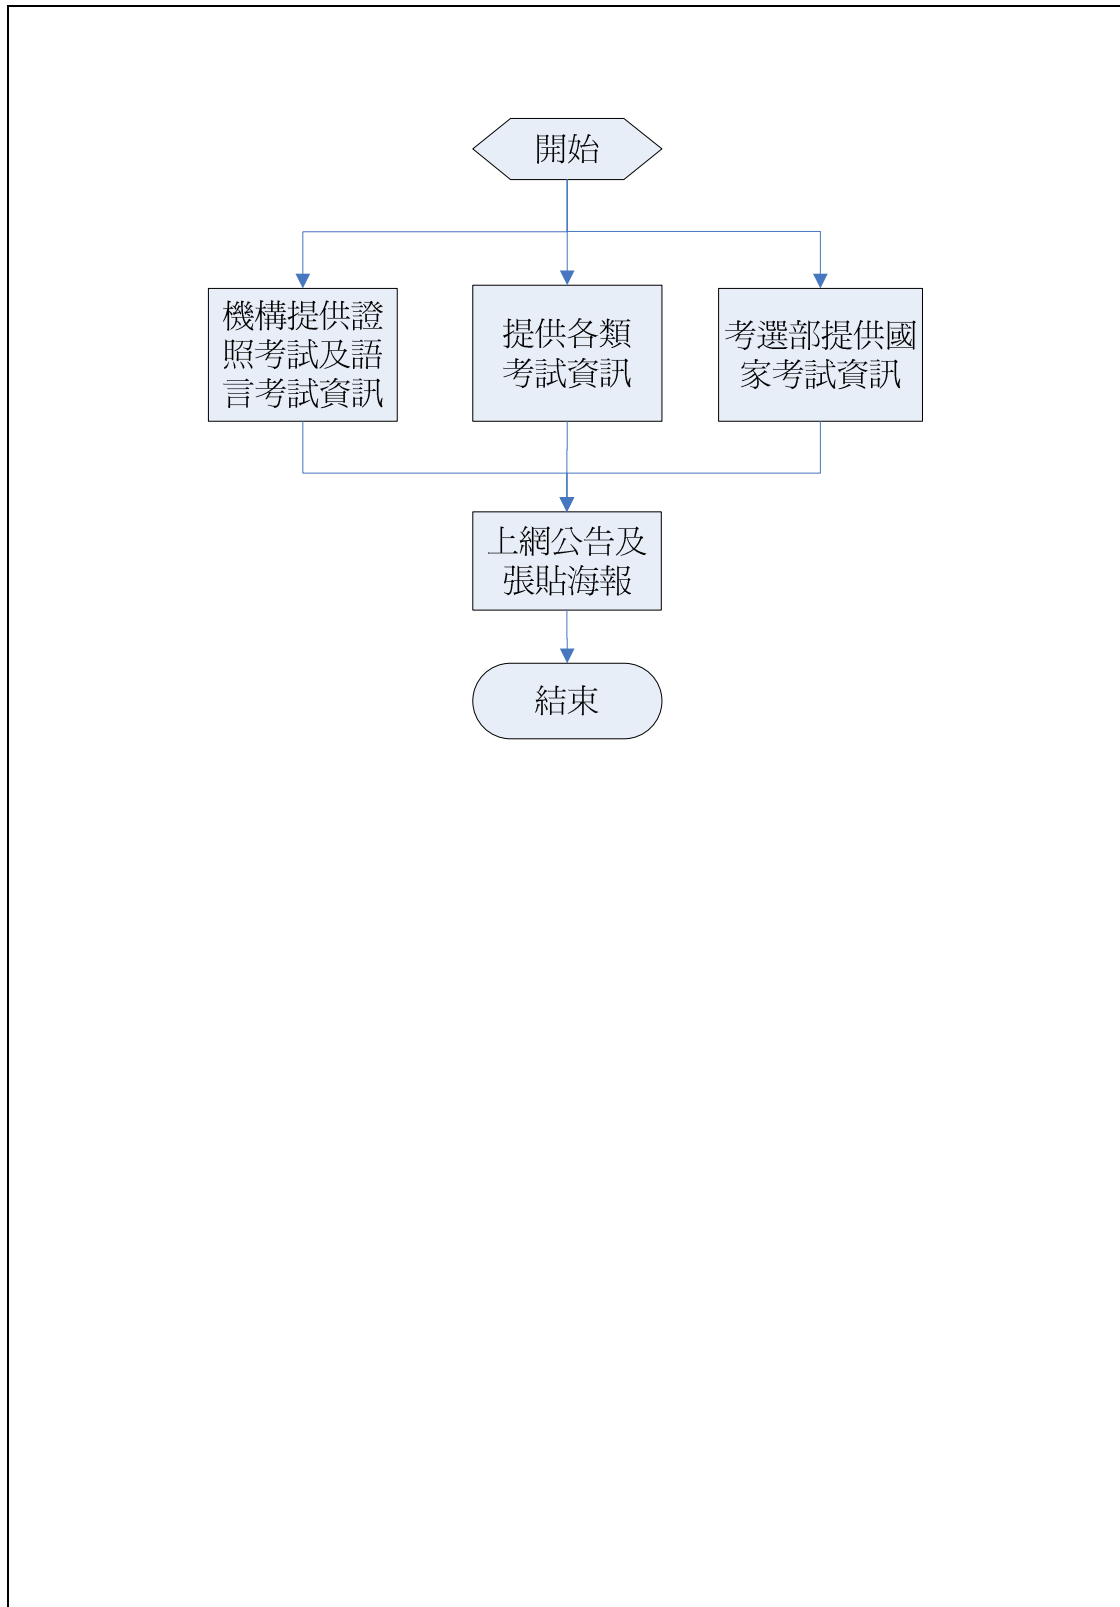 開始
機構提供證
照考試及語
言考試資訊
提供各類
考試資訊
考選部提供國
家考試資訊
上網公告及
張貼海報
結束